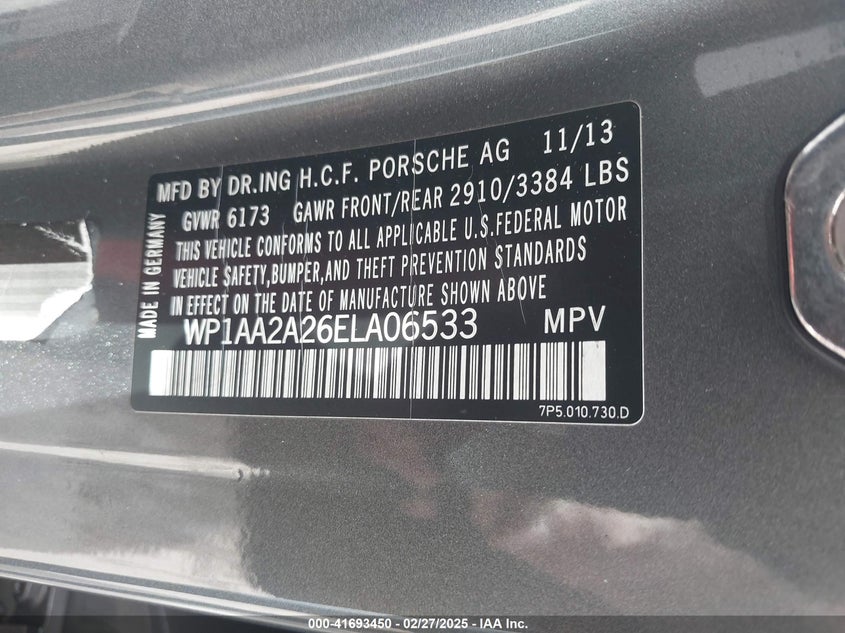 MFD BY DR.ING H.C.F. PORSCHE AG 11/13
GVWR 6173 GAWR FRONT/REAR 2910/3384 LBS
THIS VEHICLE CONFORMS TO ALL APPLICABLE U.S.FEDERAL MOTOR
VEHICLE SAFETY,BUMPER,AND THEFT PREVENTION STANDARDS
IN EFFECT ON THE DATE OF MANUFACTURE SHOWN ABOVE
WP1AA2A26ELA06533 MPV
7P5.010.730.D
MADE IN GERMANY
000-41693450 - 02/27/2025 - IAA Inc.